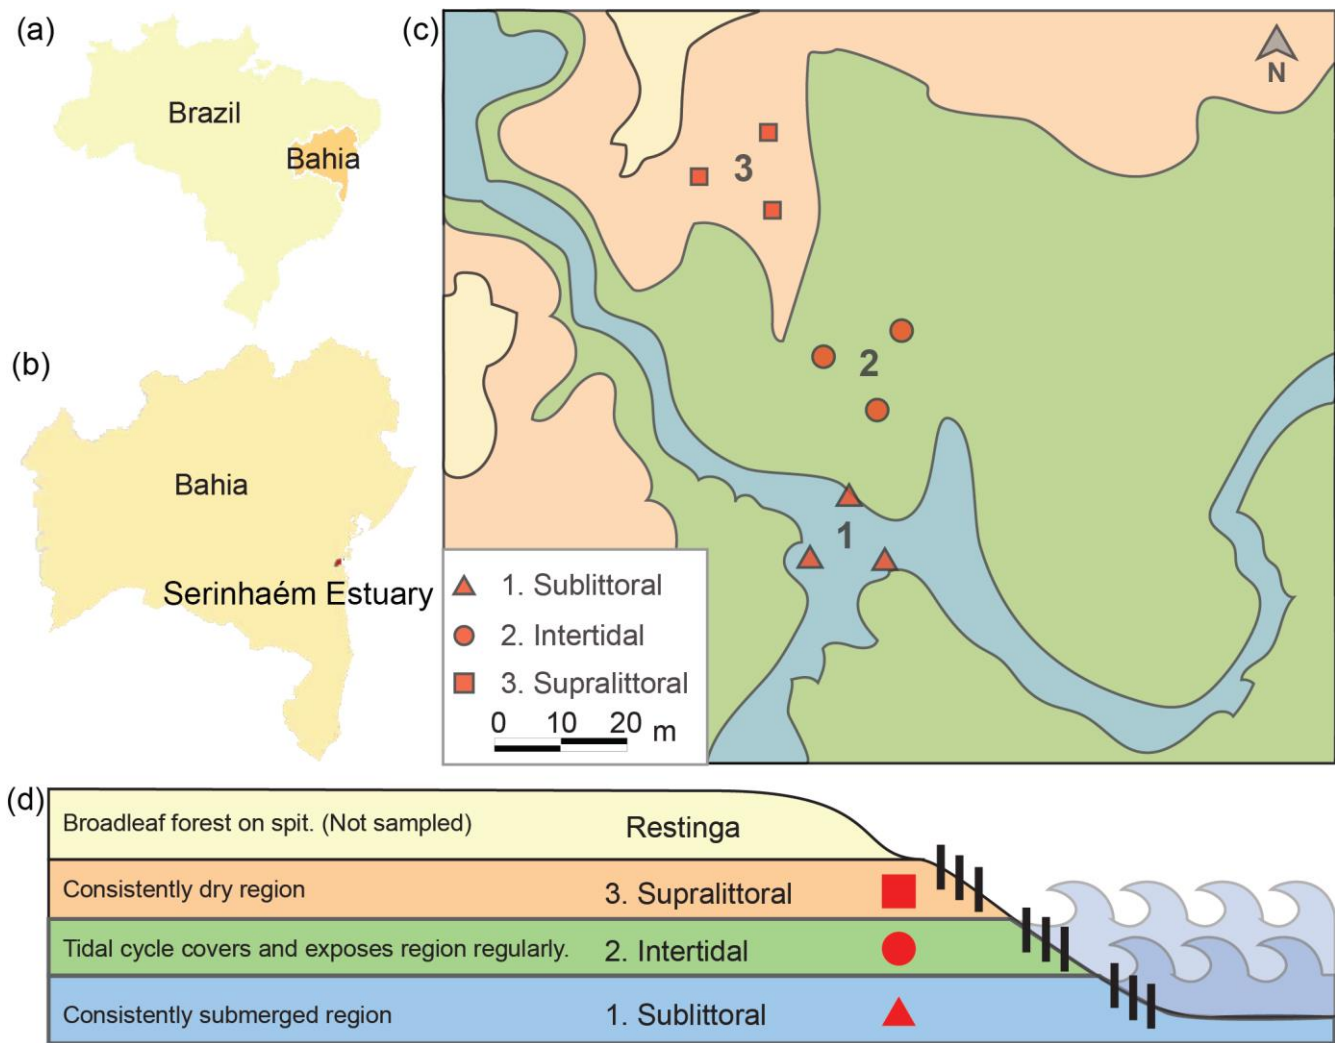 (a)
Brazil
Bahia
(b)
Bahia
Serinhaém Estuary
(c)
N
3
2
1
1. Sublittoral
2. Intertidal
3. Supralittoral
0 10 20 m
(d)
Broadleaf forest on spit. (Not sampled) Restinga
Consistently dry region 3. Supralittoral
Tidal cycle covers and exposes region regularly. 2. Intertidal
Consistently submerged region 1. Sublittoral